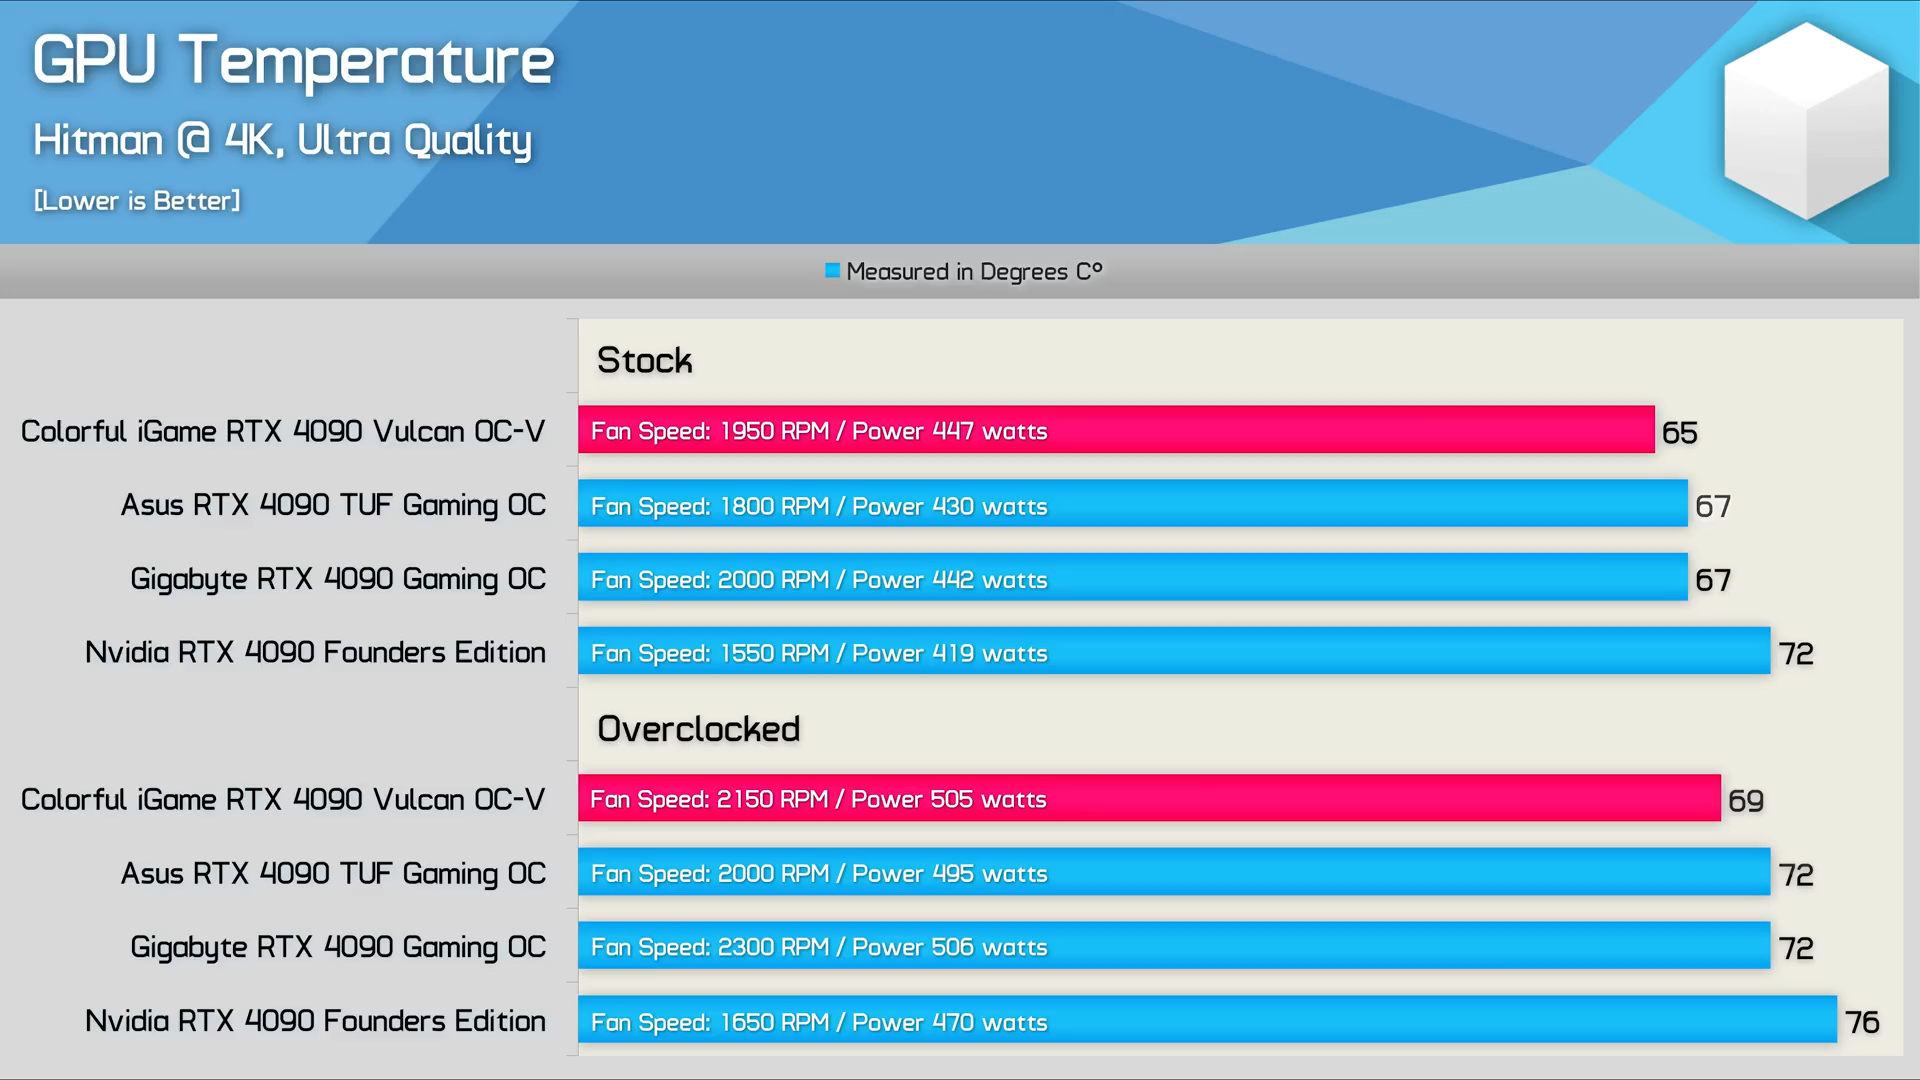 GPU Temperature
Hitman @ 4K, Ultra Quality
[Lower is Better]
Measured in Degrees C°
Stock
Colorful iGame RTX 4090 Vulcan OC-V Fan Speed: 1950 RPM / Power 447 watts 65
Asus RTX 4090 TUF Gaming OC Fan Speed: 1800 RPM / Power 430 watts 67
Gigabyte RTX 4090 Gaming OC Fan Speed: 2000 RPM / Power 442 watts 67
Nvidia RTX 4090 Founders Edition Fan Speed: 1550 RPM / Power 419 watts 72
Overclocked
Colorful iGame RTX 4090 Vulcan OC-V Fan Speed: 2150 RPM / Power 505 watts 69
Asus RTX 4090 TUF Gaming OC Fan Speed: 2000 RPM / Power 495 watts 72
Gigabyte RTX 4090 Gaming OC Fan Speed: 2300 RPM / Power 506 watts 72
Nvidia RTX 4090 Founders Edition Fan Speed: 1650 RPM / Power 470 watts 76